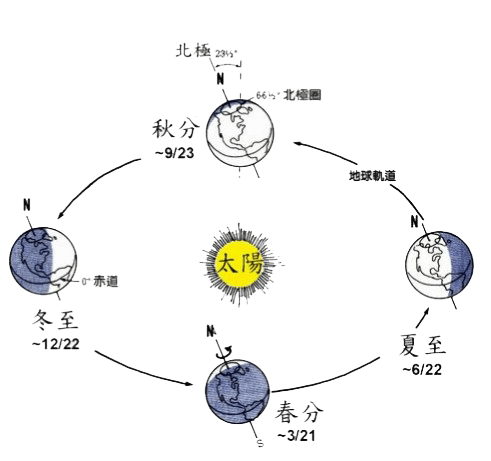 北極 23½°
N
66½° 北極圈
秋分
~9/23
地球軌道
N
N
太陽
0° 赤道
冬至
~12/22
夏至
~6/22
N
春分
~3/21
S